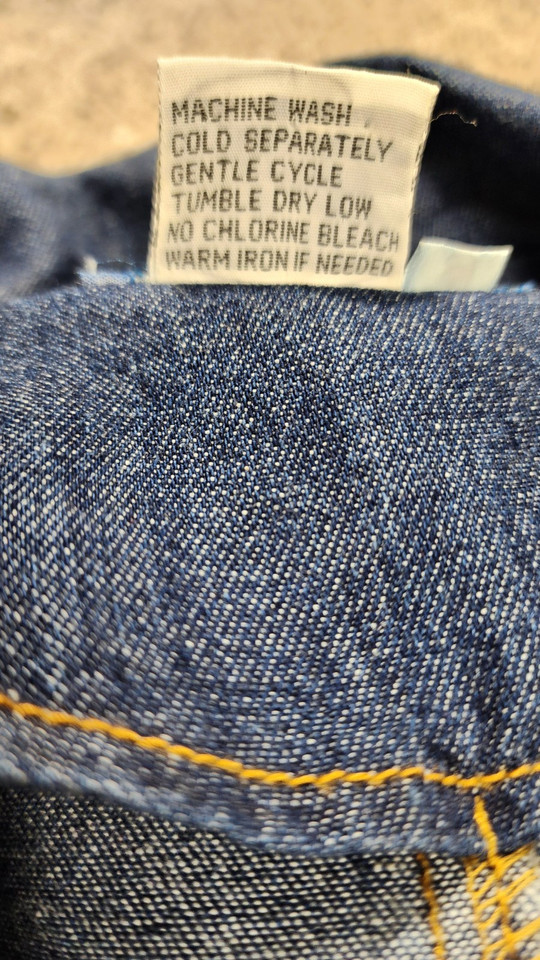 MACHINE WASH
COLD SEPARATELY
GENTLE CYCLE
TUMBLE DRY LOW
NO CHLORINE BLEACH
WARM IRON IF NEEDED